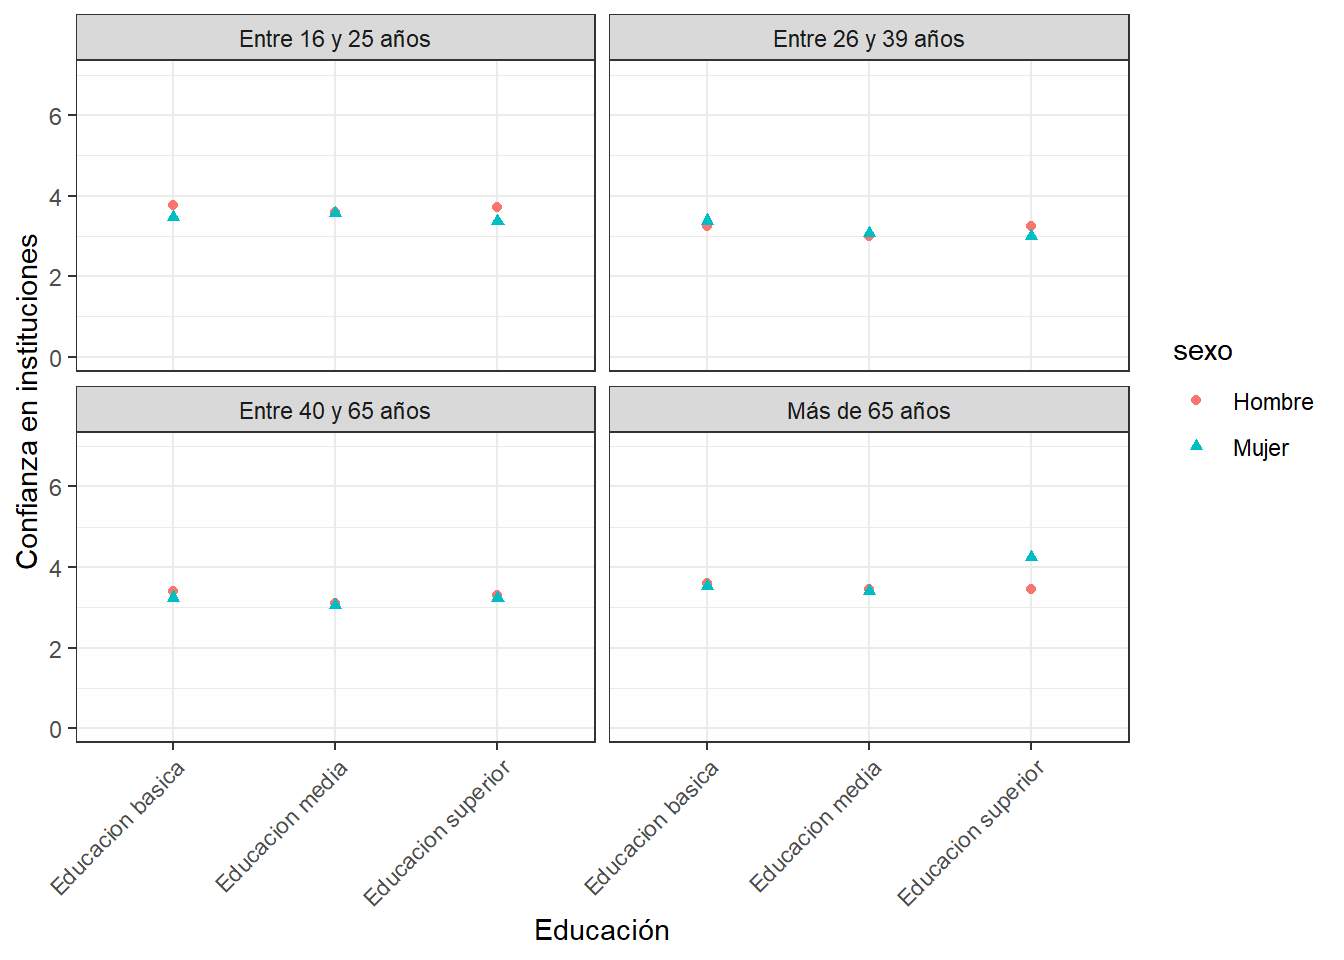 Entre 16 y 25 años
Entre 26 y 39 años
6
4
2
0
Entre 40 y 65 años
Más de 65 años
6
4
2
0
Confianza en instituciones
Educacion basica
Educacion media
Educacion superior
Educacion basica
Educacion media
Educacion superior
Educación
sexo
Hombre
Mujer